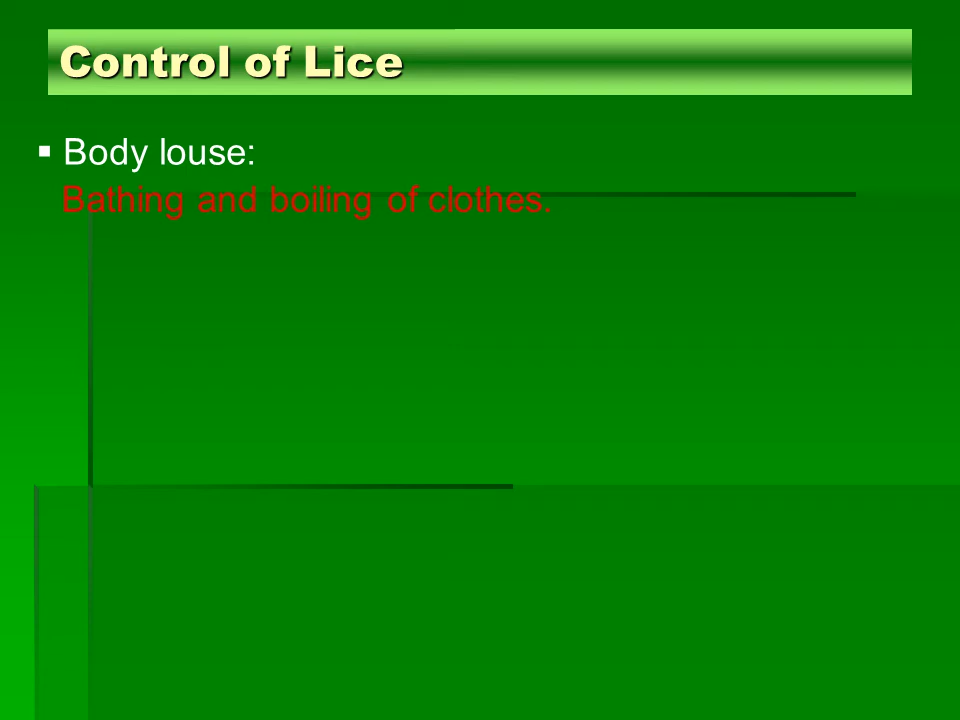 Control of Lice
▪ Body louse:
Bathing and boiling of clothes.